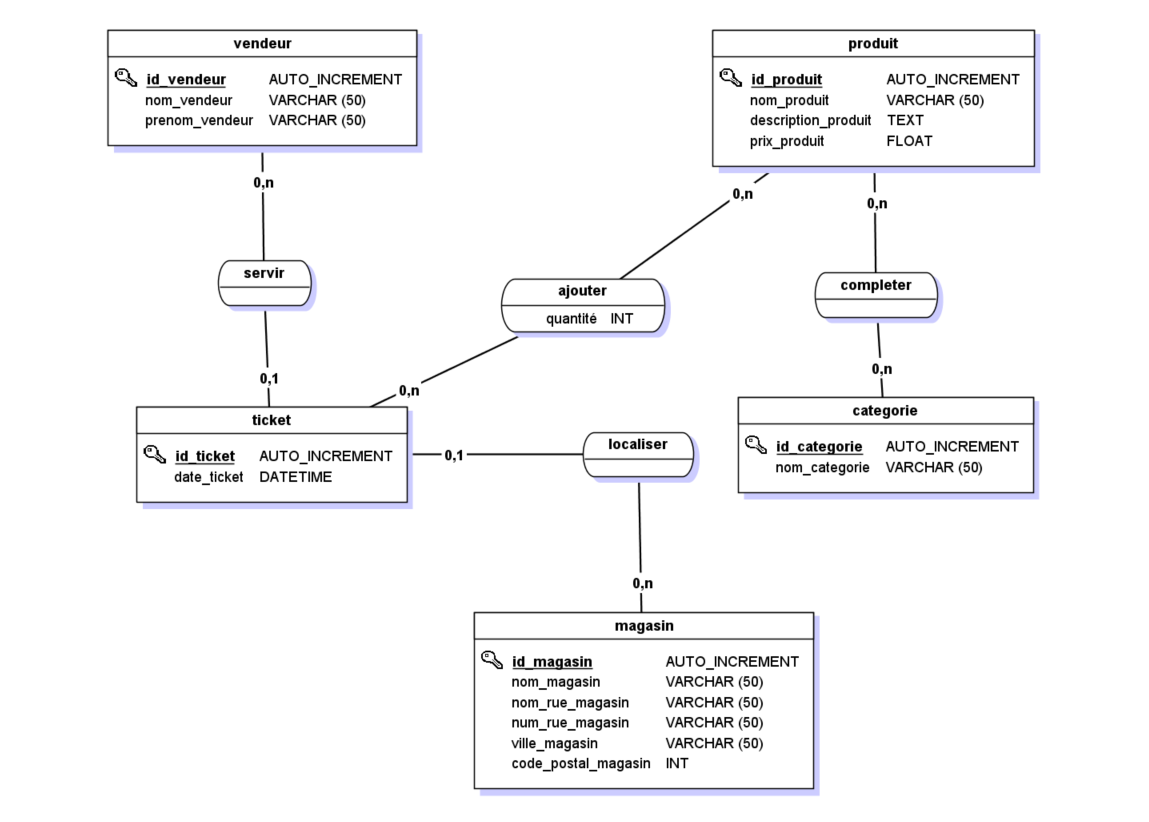 vendeur
id_vendeur AUTO_INCREMENT
nom_vendeur VARCHAR (50)
prenom_vendeur VARCHAR (50)
produit
id_produit AUTO_INCREMENT
nom_produit VARCHAR (50)
description_produit TEXT
prix_produit FLOAT
0,n
0,n
0,n
servir
ajouter
quantité INT
completer
0,1
0,n
0,n
ticket
id_ticket AUTO_INCREMENT
date_ticket DATETIME
0,1
localiser
categorie
id_categorie AUTO_INCREMENT
nom_categorie VARCHAR (50)
0,n
magasin
id_magasin AUTO_INCREMENT
nom_magasin VARCHAR (50)
nom_rue_magasin VARCHAR (50)
num_rue_magasin VARCHAR (50)
ville_magasin VARCHAR (50)
code_postal_magasin INT